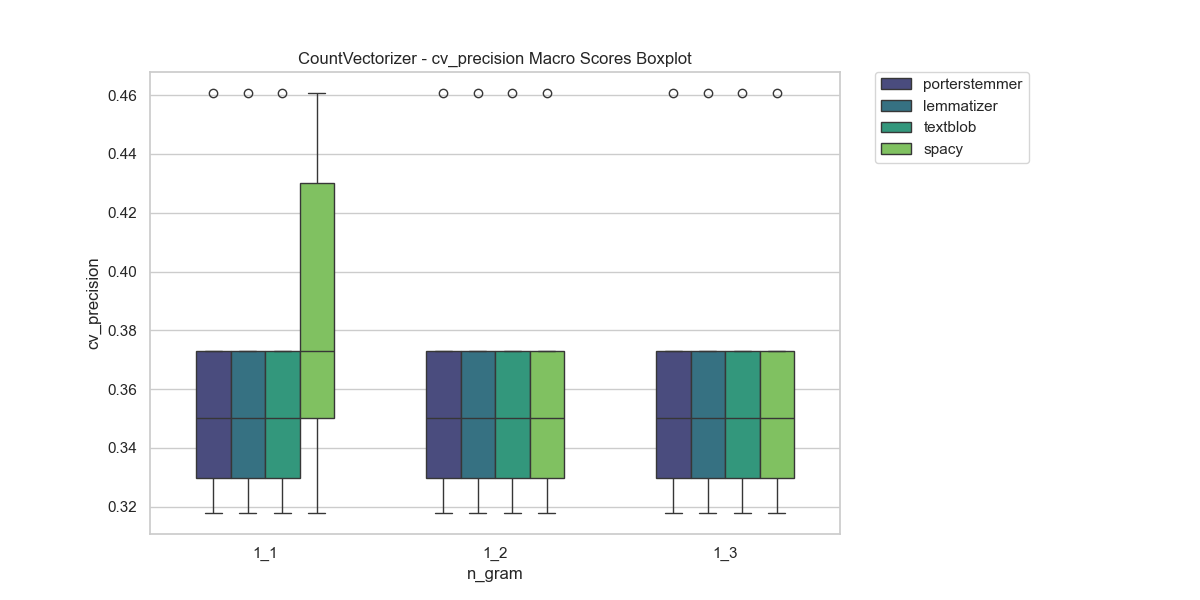 CountVectorizer - cv_precision Macro Scores Boxplot
porterstemmer
lemmatizer
textblob
spacy
cv_precision
0.46
0.44
0.42
0.40
0.38
0.36
0.34
0.32
1_1
1_2
1_3
n_gram